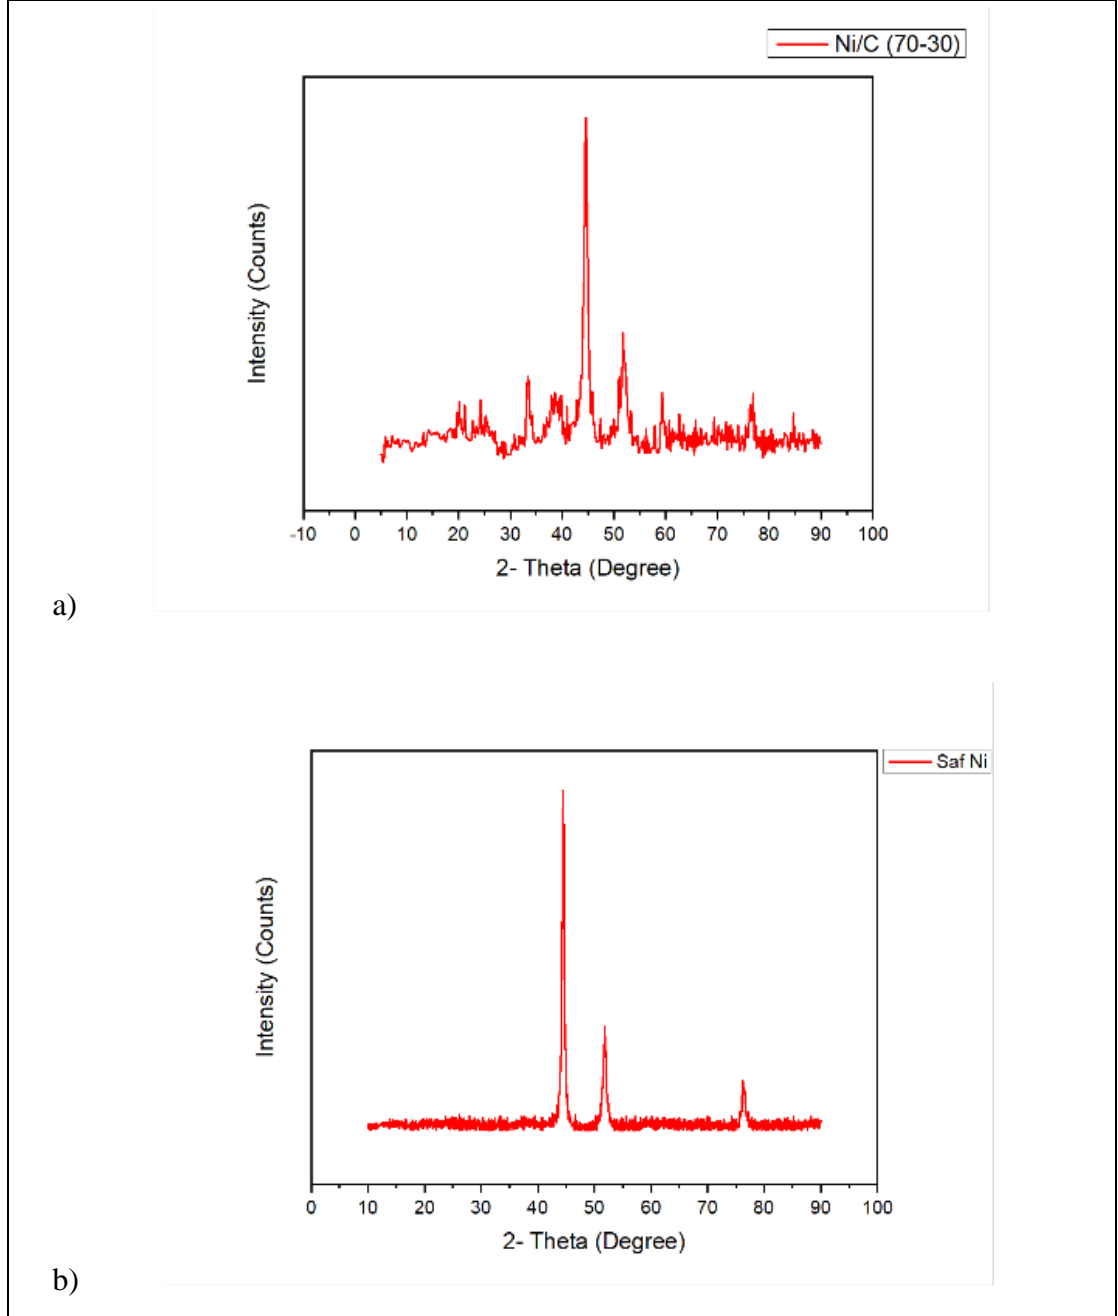 Ni/C (70-30)
Intensity (Counts)
-10 0 10 20 30 40 50 60 70 80 90 100
2- Theta (Degree)
a)
Saf Ni
Intensity (Counts)
0 10 20 30 40 50 60 70 80 90 100
2- Theta (Degree)
b)